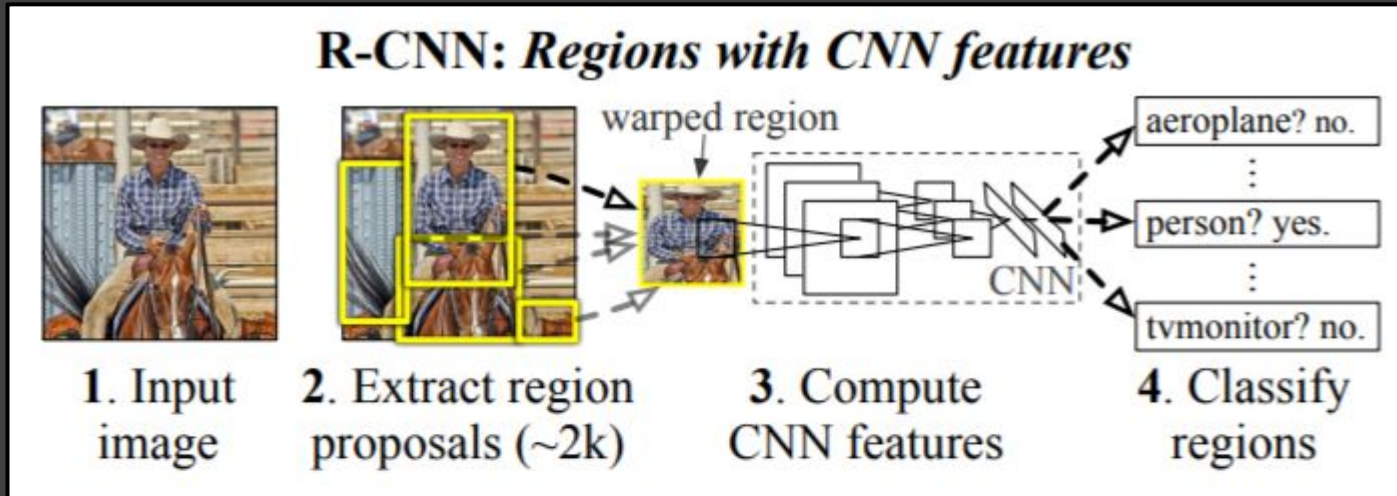 R-CNN: Regions with CNN features
warped region
aeroplane? no.
⋮
person? yes.
⋮
tvmonitor? no.
CNN
1. Input
image
2. Extract region
proposals (~2k)
3. Compute
CNN features
4. Classify
regions